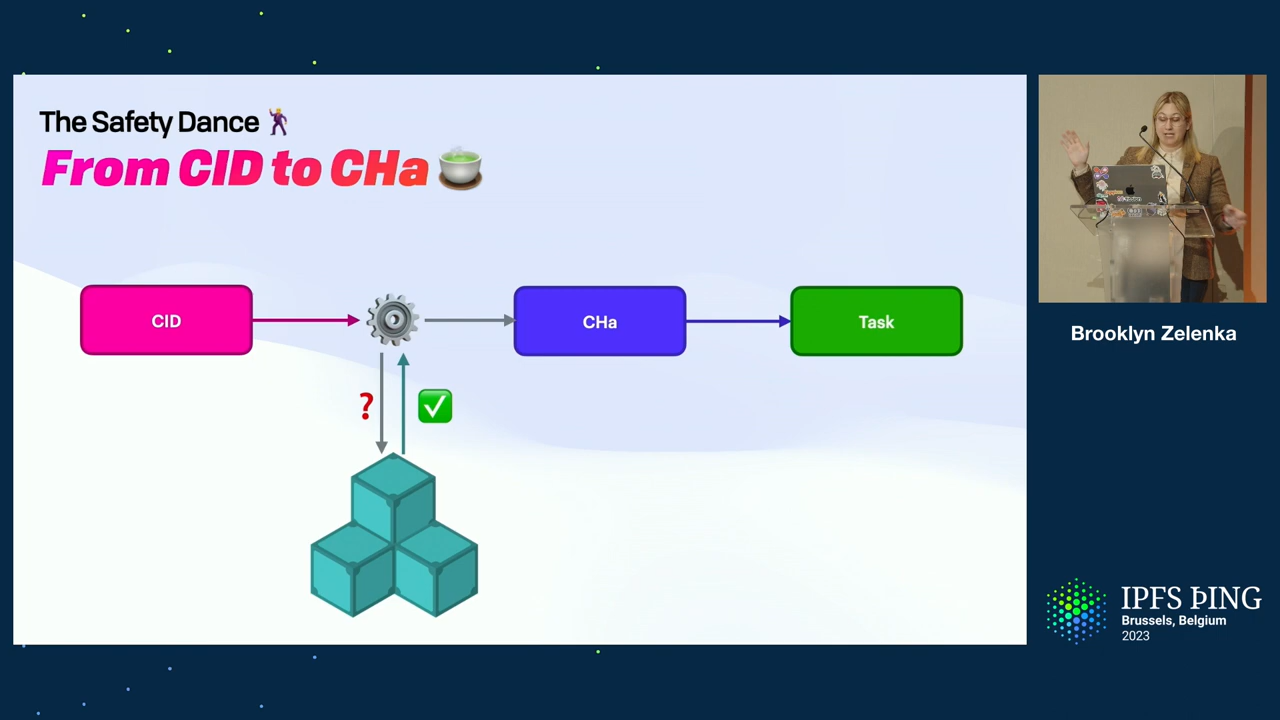 The Safety Dance
From CID to CHa
CID
CHa
Task
?
Brooklyn Zelenka
IPFS ÞING
Brussels, Belgium
2023